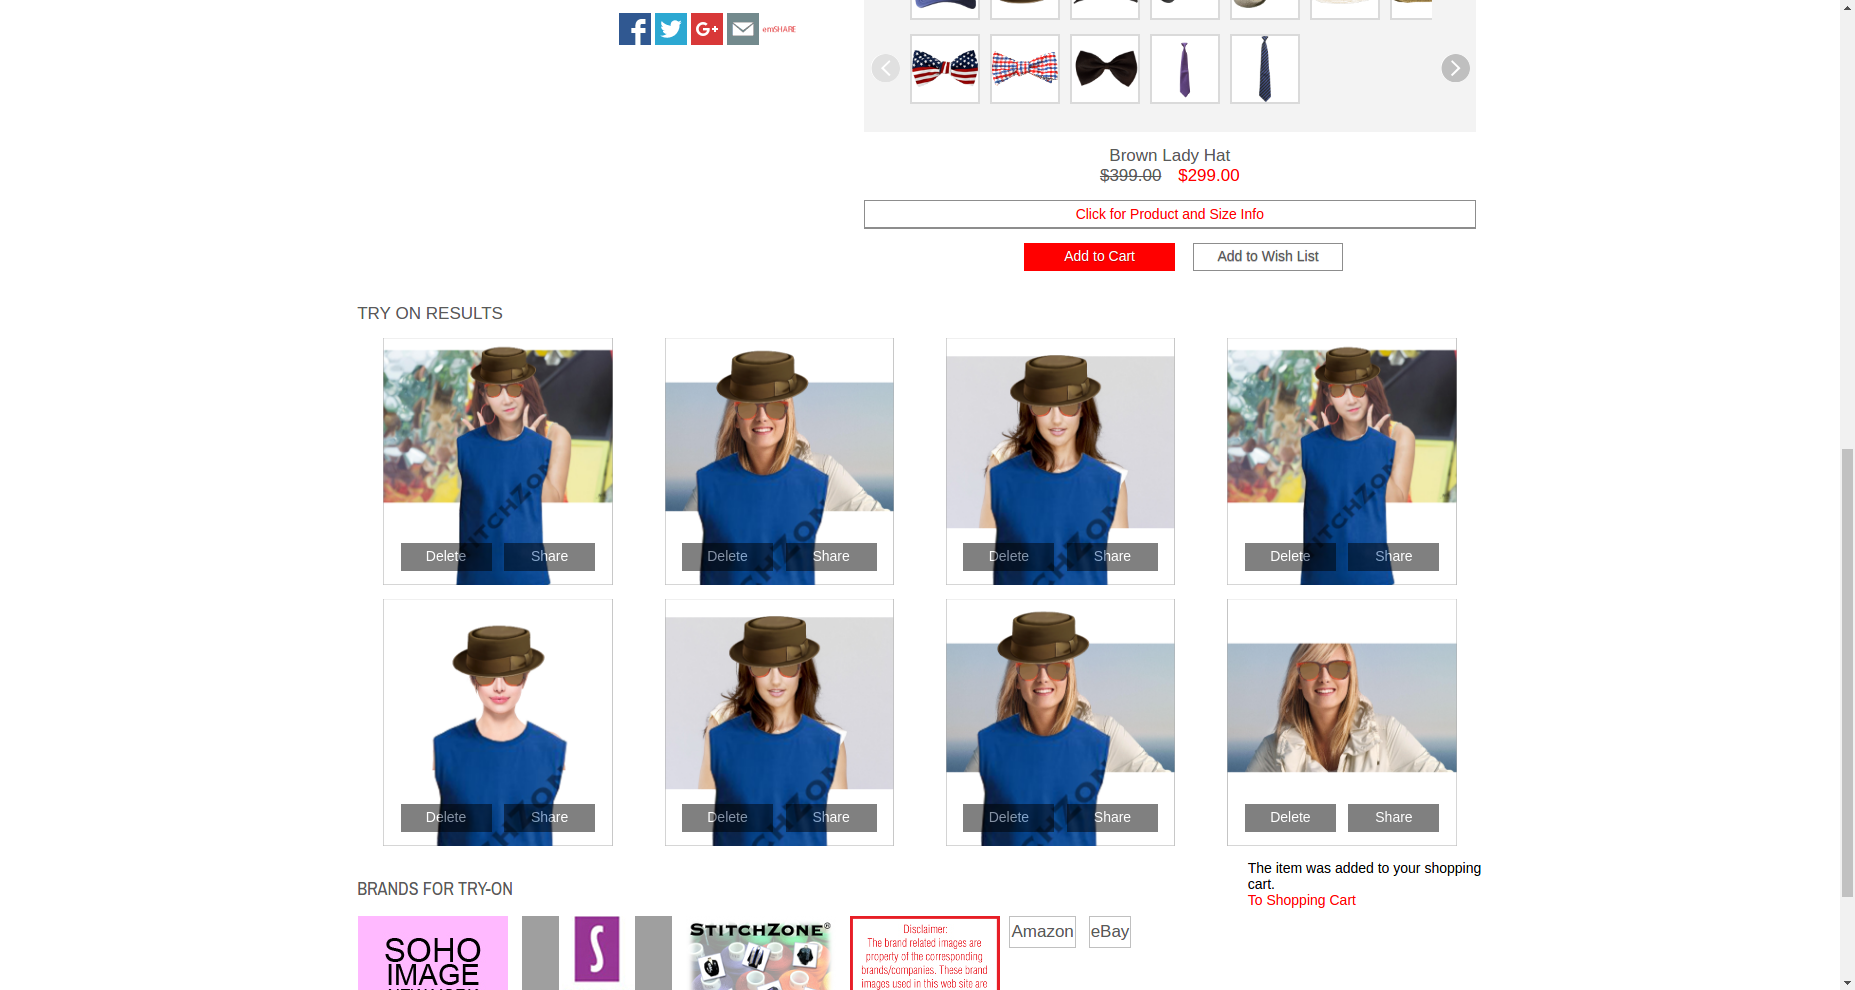 emSHARE
Brown Lady Hat
$399.00 $299.00
Click for Product and Size Info
Add to Cart Add to Wish List
TRY ON RESULTS
Delete Share Delete Share Delete Share Delete Share
Delete Share Delete Share Delete Share Delete Share
The item was added to your shopping
cart.
To Shopping Cart
BRANDS FOR TRY-ON
SOHO
IMAGE
S
STITCHZONE®
Disclaimer:
The brand related images are
property of the corresponding
brands/companies. These brand
images used in this web site are
Amazon
eBay